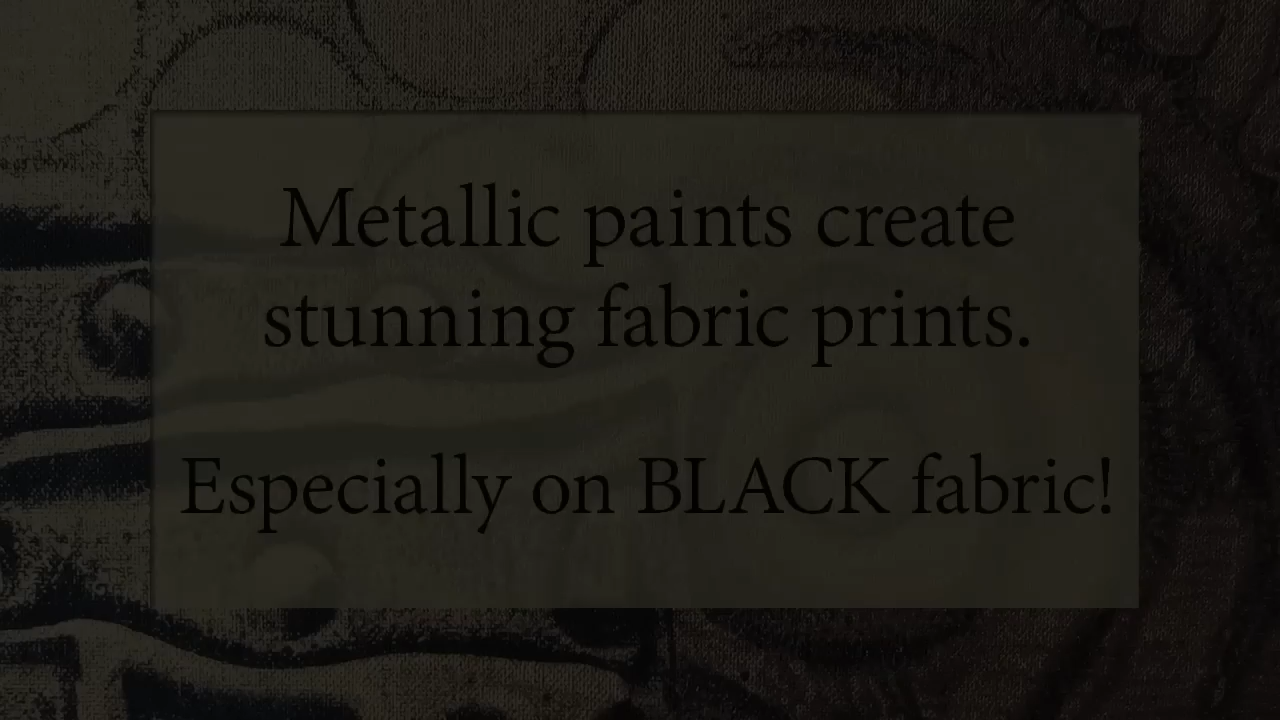 Metallic paints create
stunning fabric prints.
Especially on BLACK fabric!